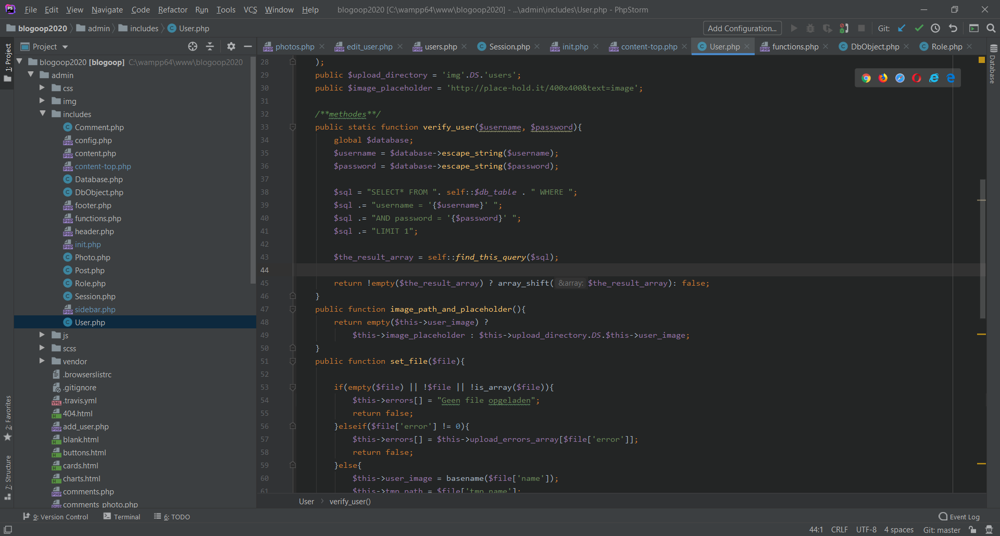 PS File Edit View Navigate Code Refactor Run Tools VCS Window Help blogoop2020 [C:\wampp64\www\blogoop2020] - ...\admin\includes\User.php - PhpStorm
blogoop2020 admin includes User.php Add Configuration... Git:
1: Project
2: Favorites
7: Structure
Project
blogoop2020 [blogoop] C:\wampp64\www\blogoop2020
admin
css
img
includes
Comment.php
config.php
content.php
content-top.php
Database.php
DbObject.php
footer.php
functions.php
header.php
init.php
Photo.php
Post.php
Role.php
Session.php
sidebar.php
User.php
js
scss
vendor
.browserslistrc
.gitignore
.travis.yml
404.html
add_user.php
blank.html
buttons.html
cards.html
charts.html
comments.php
comments_photo.php
photos.php edit_user.php users.php Session.php init.php content-top.php User.php functions.php DbObject.php Role.php
28 );
29 public $upload_directory = 'img'.DS.'users';
30 public $image_placeholder = 'http://place-hold.it/400x400&text=image';
31
32 /**methodes**/
33 public static function verify_user($username, $password){
34 global $database;
35 $username = $database->escape_string($username);
36 $password = $database->escape_string($password);
37
38 $sql = "SELECT* FROM ". self::$db_table . " WHERE ";
39 $sql .= "username = '{$username}' ";
40 $sql .= "AND password = '{$password}' ";
41 $sql .= "LIMIT 1";
42
43 $the_result_array = self::find_this_query($sql);
44
45 return !empty($the_result_array) ? array_shift( &array: $the_result_array): false;
46 }
47 public function image_path_and_placeholder(){
48 return empty($this->user_image) ?
49 $this->image_placeholder : $this->upload_directory.DS.$this->user_image;
50 }
51 public function set_file($file){
52
53 if(empty($file) || !$file || !is_array($file)){
54 $this->errors[] = "Geen file opgeladen";
55 return false;
56 }elseif($file['error'] != 0){
57 $this->errors[] = $this->upload_errors_array[$file['error']];
58 return false;
59 }else{
60 $this->user_image = basename($file['name']);
61 $this->tmp_path = $file['tmp_name'];
User verify_user()
Database
9: Version Control Terminal 6: TODO Event Log
44:1 CRLF UTF-8 4 spaces Git: master